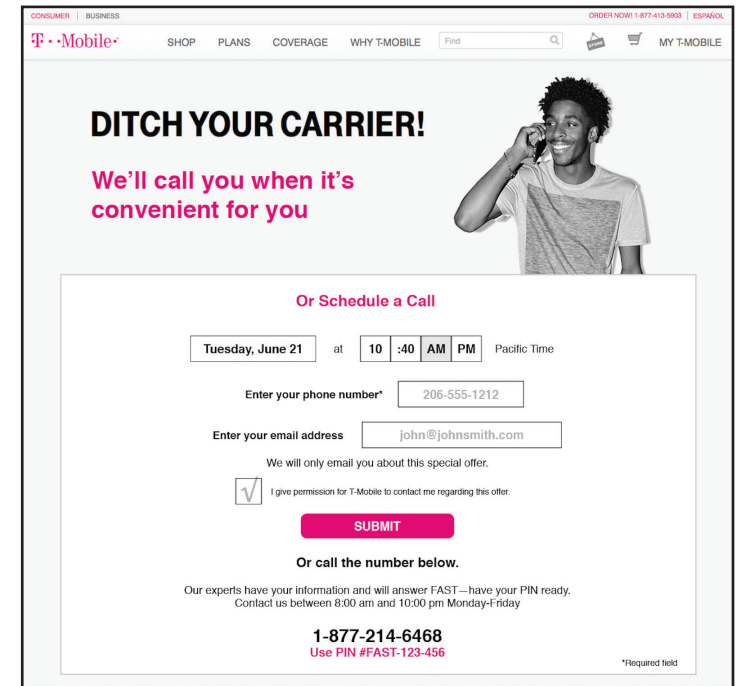 CONSUMER | BUSINESS
ORDER NOW! 1-877-413-5903 | ESPAÑOL
T··Mobile·
SHOP
PLANS
COVERAGE
WHY T-MOBILE
Find
STORE
MY T-MOBILE
DITCH YOUR CARRIER!
We'll call you when it's
convenient for you
Or Schedule a Call
Tuesday, June 21 at 10 :40 AM PM Pacific Time
Enter your phone number* 206-555-1212
Enter your email address john@johnsmith.com
We will only email you about this special offer.
√ I give permission for T-Mobile to contact me regarding this offer.
SUBMIT
Or call the number below.
Our experts have your information and will answer FAST—have your PIN ready.
Contact us between 8:00 am and 10:00 pm Monday-Friday
1-877-214-6468
Use PIN #FAST-123-456
*Required field